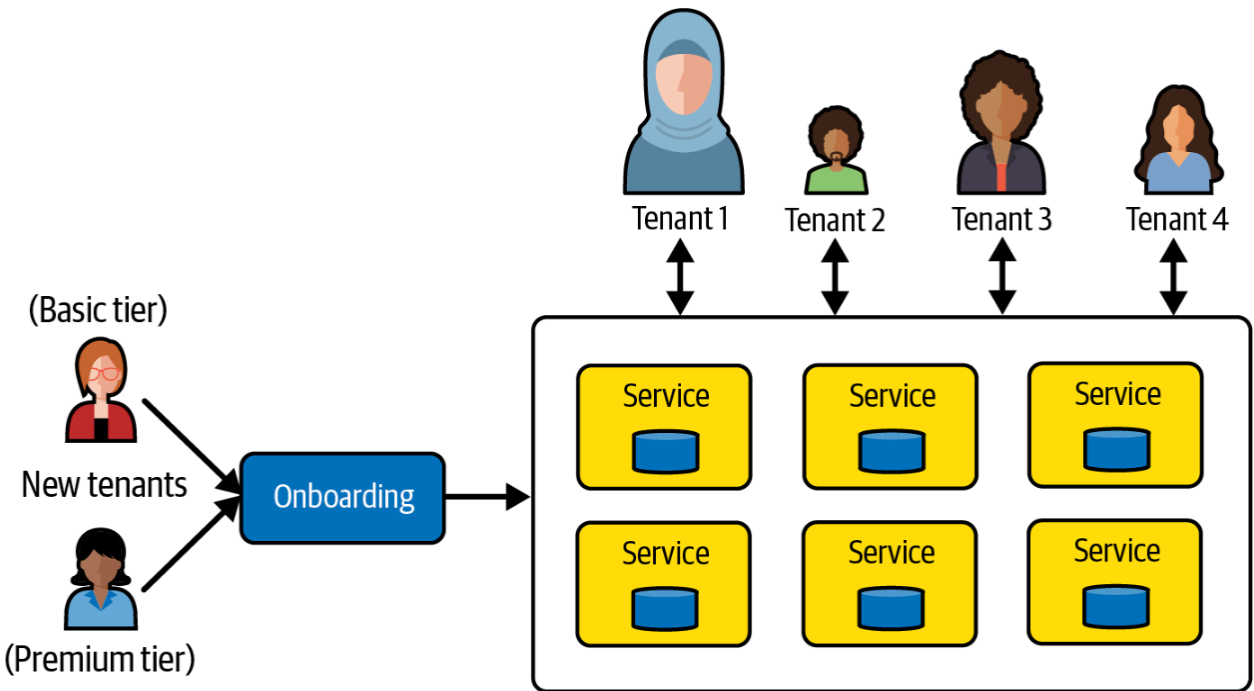 Tenant 1
Tenant 2
Tenant 3
Tenant 4
(Basic tier)
New tenants
(Premium tier)
Onboarding
Service
Service
Service
Service
Service
Service